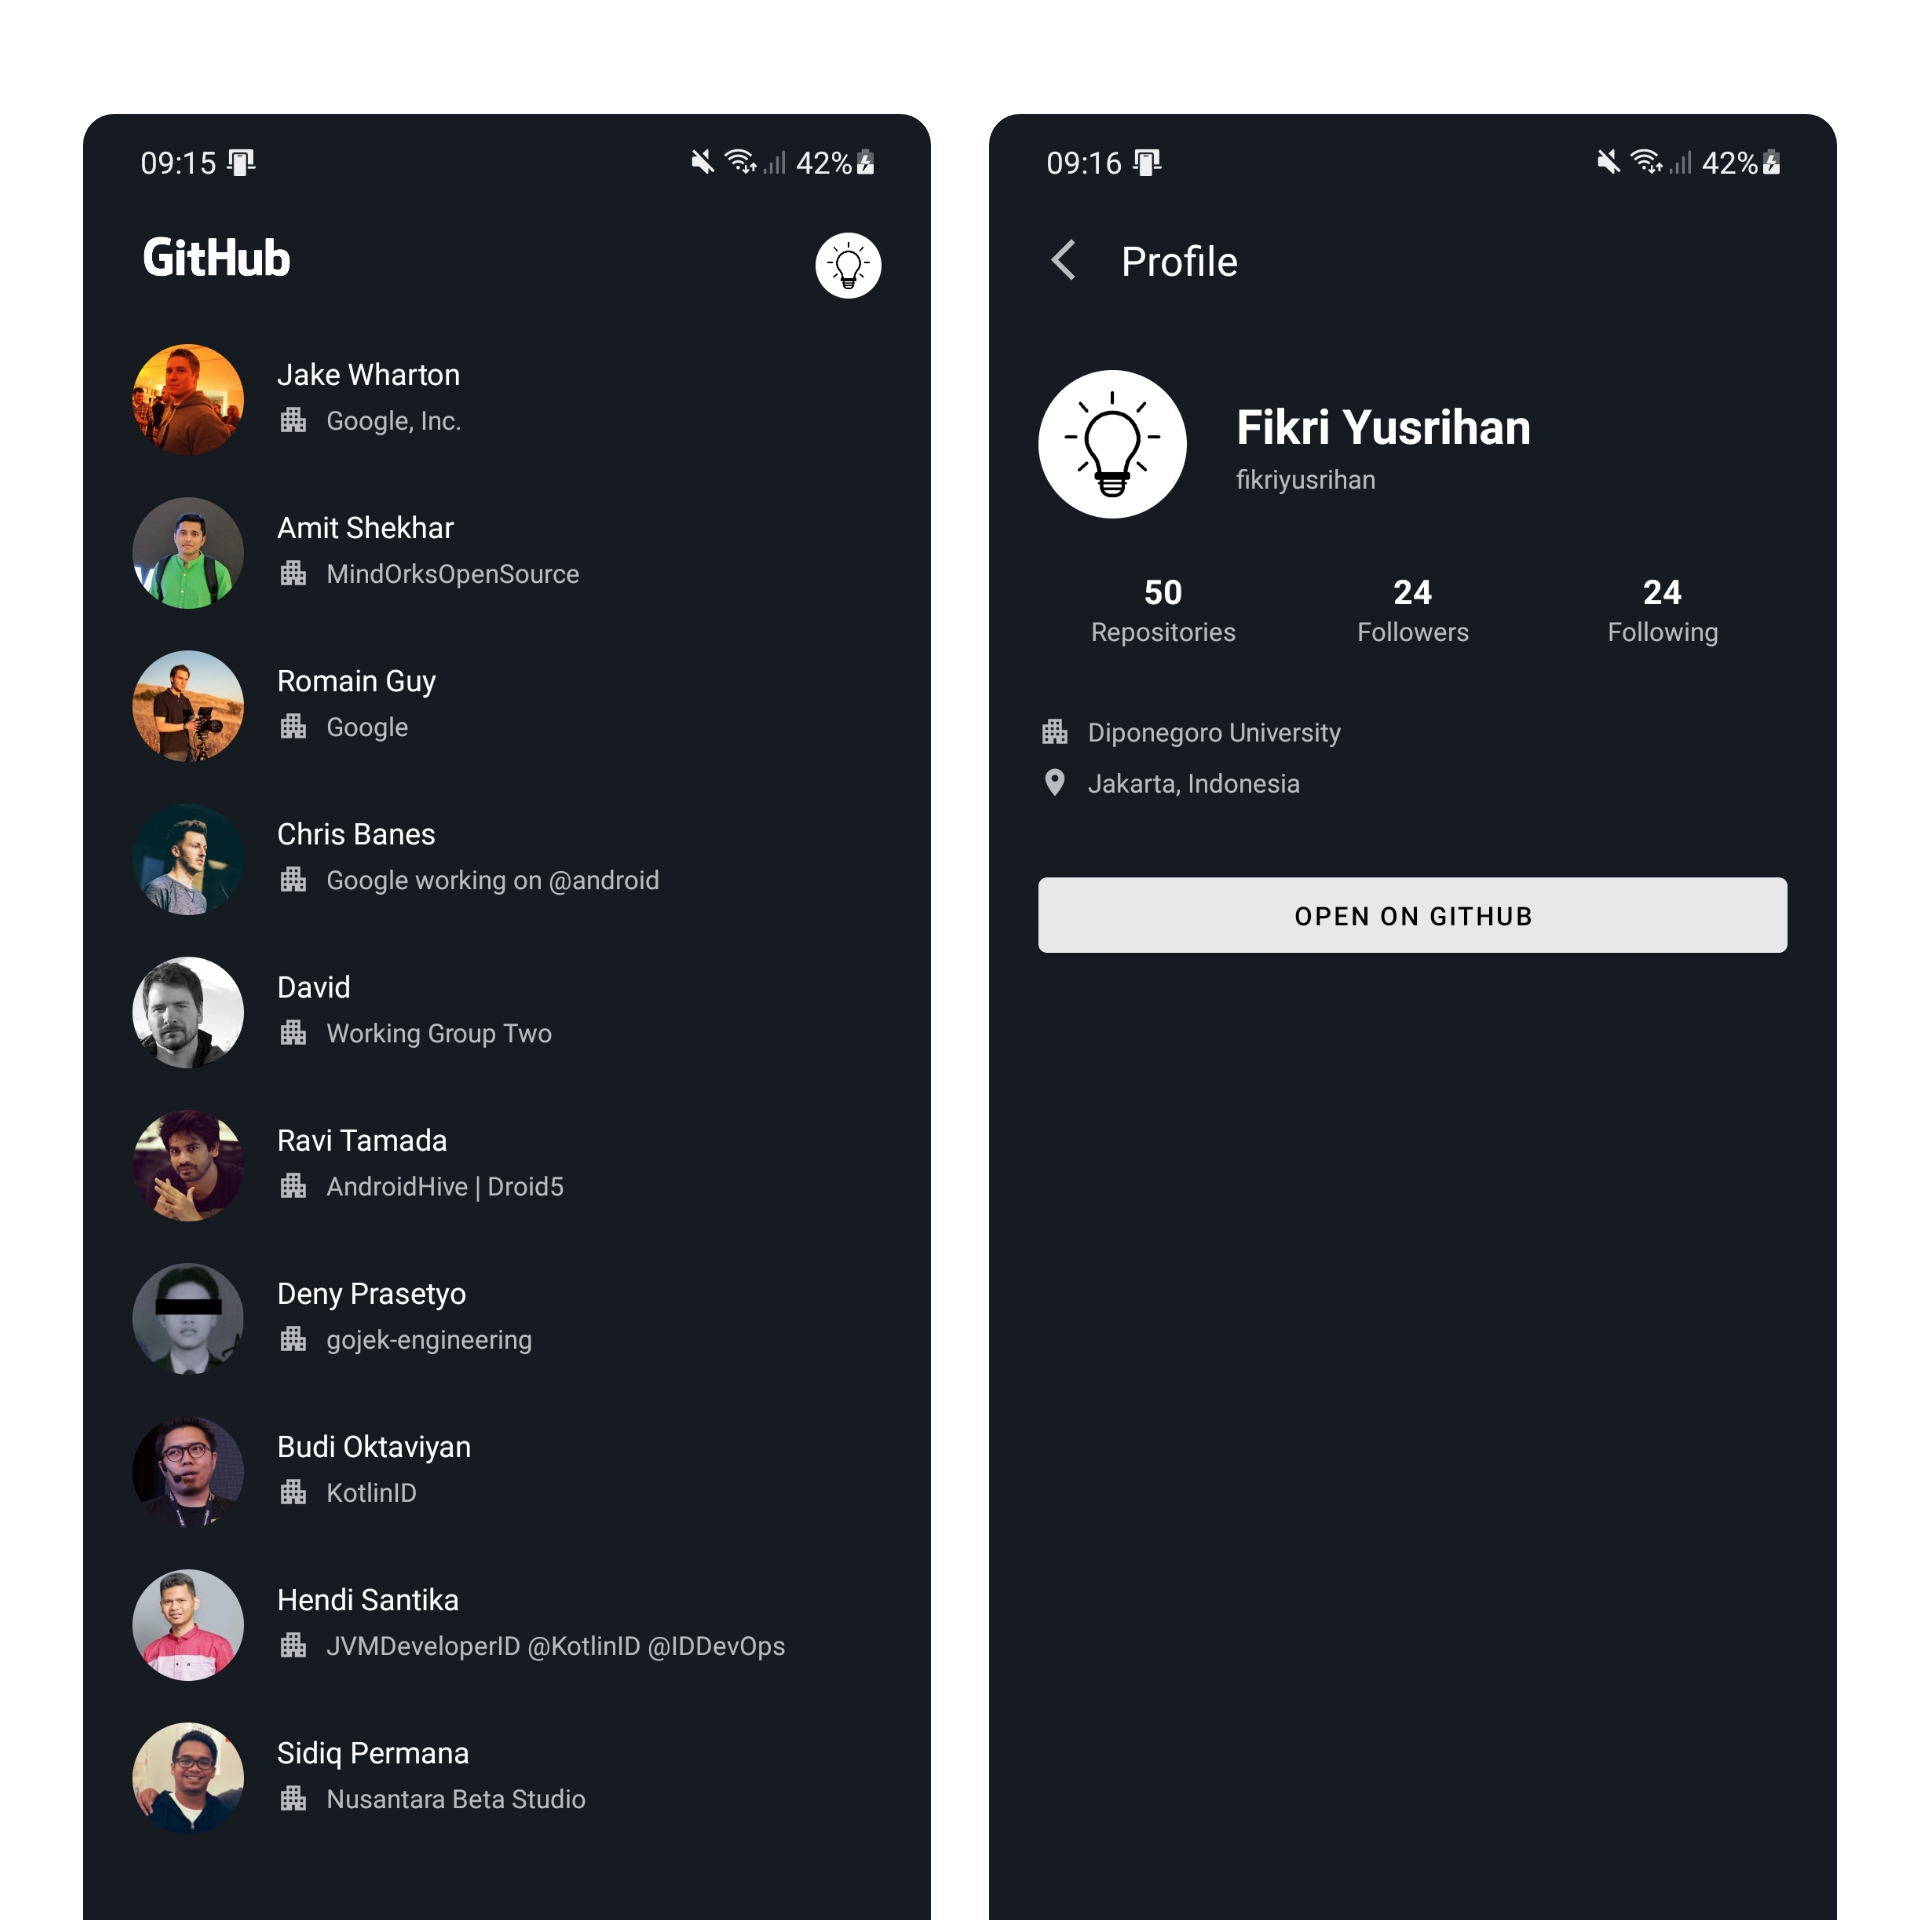 09:15
42%
GitHub
Jake Wharton
Google, Inc.
Amit Shekhar
MindOrksOpenSource
Romain Guy
Google
Chris Banes
Google working on @android
David
Working Group Two
Ravi Tamada
AndroidHive | Droid5
Deny Prasetyo
gojek-engineering
Budi Oktaviyan
KotlinID
Hendi Santika
JVMDeveloperID @KotlinID @IDDevOps
Sidiq Permana
Nusantara Beta Studio
09:16
42%
Profile
Fikri Yusrihan
fikriyusrihan
50
Repositories
24
Followers
24
Following
Diponegoro University
Jakarta, Indonesia
OPEN ON GITHUB